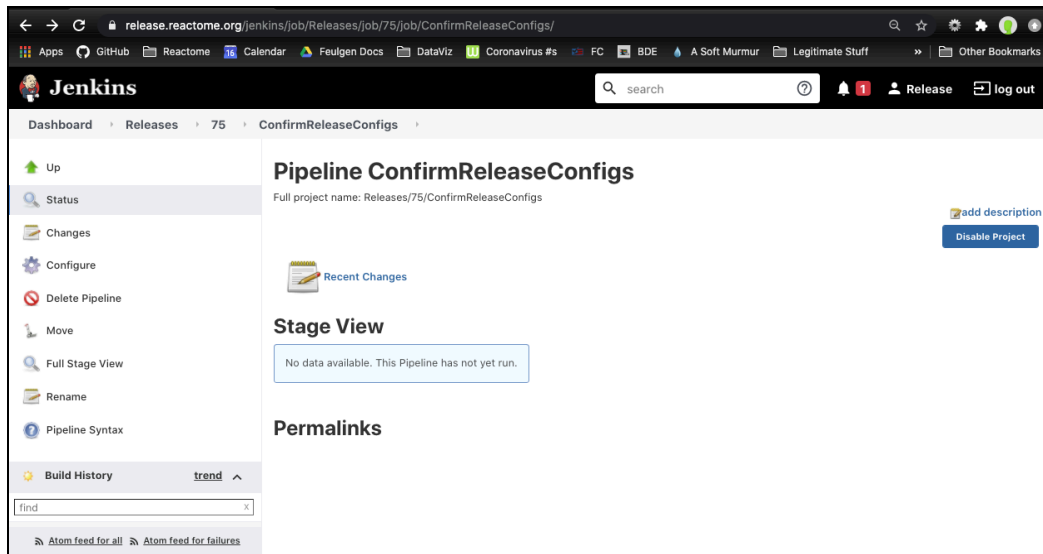 release.reactome.org/jenkins/job/Releases/job/75/job/ConfirmReleaseConfigs/
Apps GitHub Reactome 16 Calendar Feulgen Docs DataViz Coronavirus #s FC BDE A Soft Murmur Legitimate Stuff » Other Bookmarks
Jenkins search 1 Release log out
Dashboard Releases 75 ConfirmReleaseConfigs
Up
Status
Changes
Configure
Delete Pipeline
Move
Full Stage View
Rename
Pipeline Syntax
Build History trend
find x
Atom feed for all Atom feed for failures
Pipeline ConfirmReleaseConfigs
Full project name: Releases/75/ConfirmReleaseConfigs
add description
Disable Project
Recent Changes
Stage View
No data available. This Pipeline has not yet run.
Permalinks